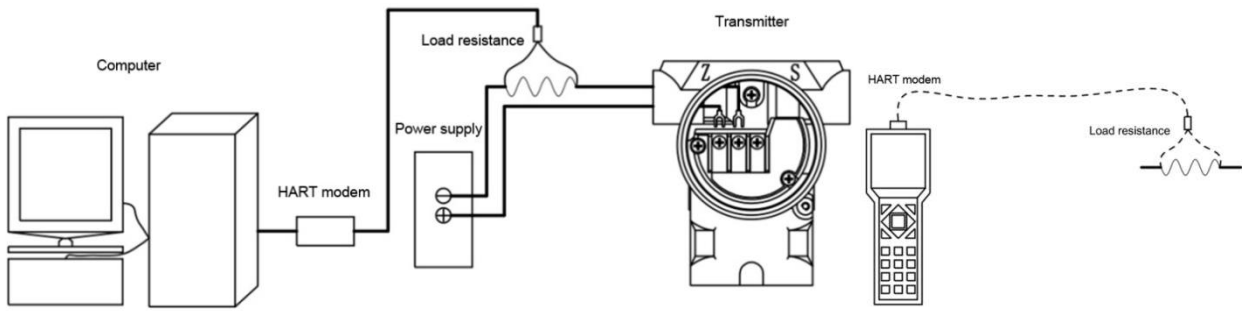 Computer
HART modem
Power supply
Load resistance
Transmitter
Z S
HART modem
Load resistance